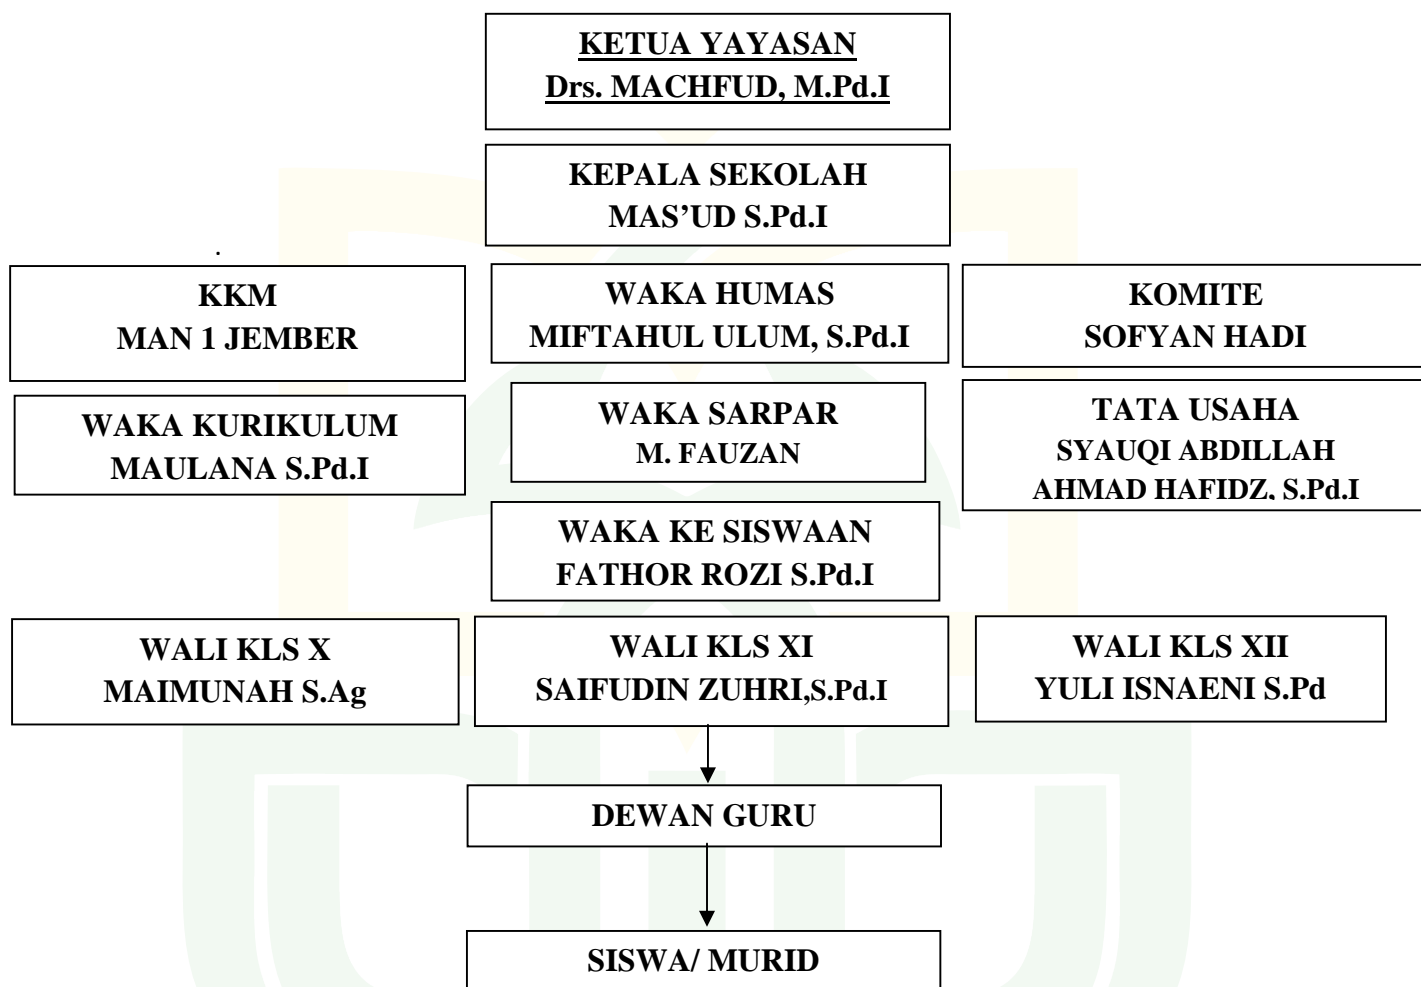 KETUA YAYASAN
Drs. MACHFUD, M.Pd.I
KEPALA SEKOLAH
MAS’UD S.Pd.I
.
KKM
MAN 1 JEMBER
WAKA HUMAS
MIFTAHUL ULUM, S.Pd.I
KOMITE
SOFYAN HADI
WAKA KURIKULUM
MAULANA S.Pd.I
WAKA SARPAR
M. FAUZAN
TATA USAHA
SYAUQI ABDILLAH
AHMAD HAFIDZ, S.Pd.I
WAKA KE SISWAAN
FATHOR ROZI S.Pd.I
WALI KLS X
MAIMUNAH S.Ag
WALI KLS XI
SAIFUDIN ZUHRI,S.Pd.I
WALI KLS XII
YULI ISNAENI S.Pd
DEWAN GURU
SISWA/ MURID